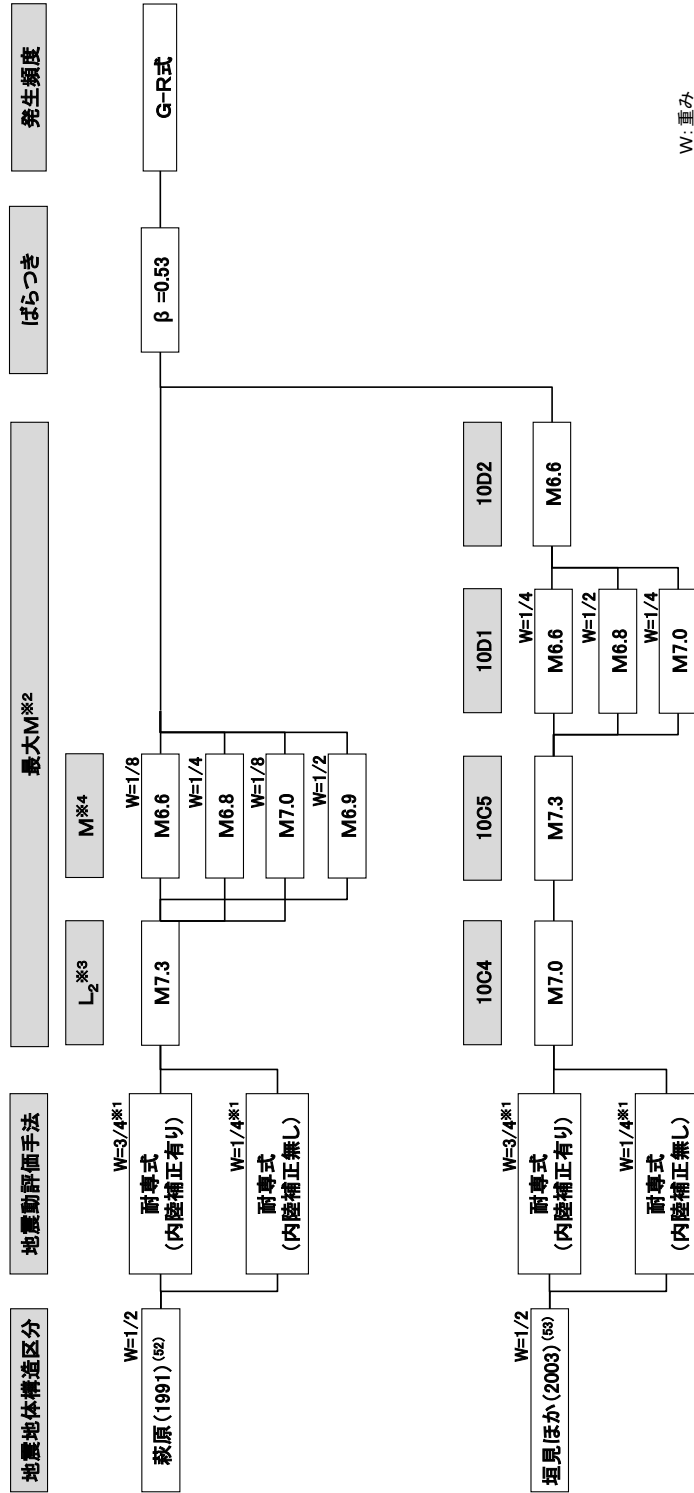 地震地体構造区分
地震動評価手法
最大M※2
ばらつき
発生頻度
L2※3
M※4
W=1/2
萩原(1991)(52)
W=3/4※1
耐専式
(内陸補正有り)
W=1/4※1
耐専式
(内陸補正無し)
M7.3
W=1/8
M6.6
W=1/4
M6.8
W=1/8
M7.0
W=1/2
M6.9
β =0.53
G-R式
10C4
10C5
10D1
10D2
W=1/2
垣見ほか(2003)(53)
W=3/4※1
耐専式
(内陸補正有り)
W=1/4※1
耐専式
(内陸補正無し)
M7.0
M7.3
W=1/4
M6.6
W=1/2
M6.8
W=1/4
M7.0
M6.6
W:重み